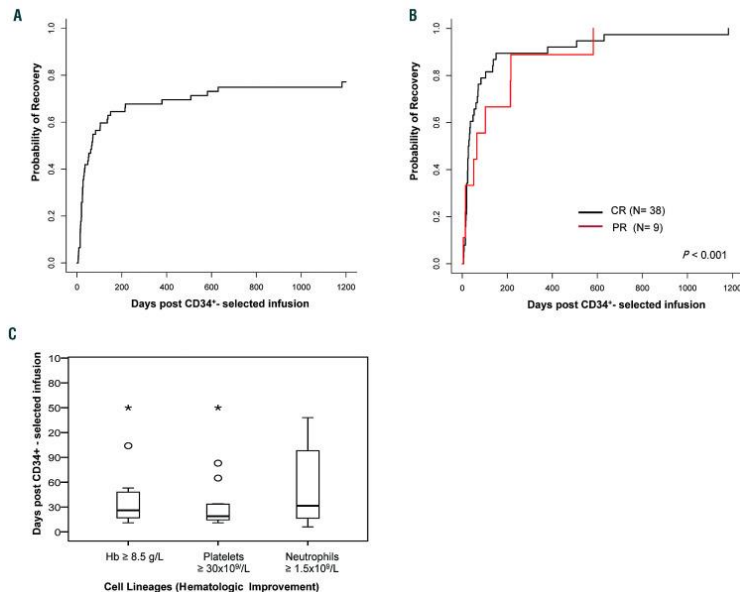 A
Probability of Recovery
1.0
0.8
0.6
0.4
0.2
0.0
0 200 400 600 800 1000 1200
Days post CD34⁺- selected infusion
B
Probability of Recovery
1.0
0.8
0.6
0.4
0.2
0.0
CR (N= 38)
PR (N= 9)
P < 0.001
0 200 400 600 800 1000 1200
Days post CD34⁺- selected infusion
C
Days post CD34+ - selected infusion
10
80
50
20
90
60
30
00
Hb ≥ 8.5 g/L Platelets Neutrophils
≥ 30x10⁹/L ≥ 1.5x10⁹/L
Cell Lineages (Hematologic Improvement)